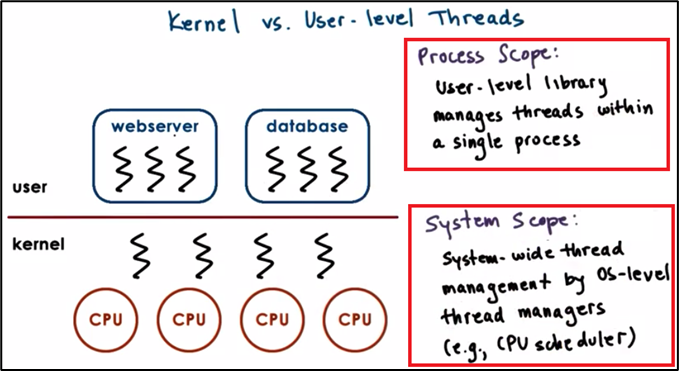 Kernel vs. User-level Threads
Process Scope:
User-level library
manages threads within
a single process
webserver
database
user
kernel
CPU
CPU
CPU
CPU
System Scope:
System-wide thread
management by OS-level
thread managers
(e.g., CPU scheduler)